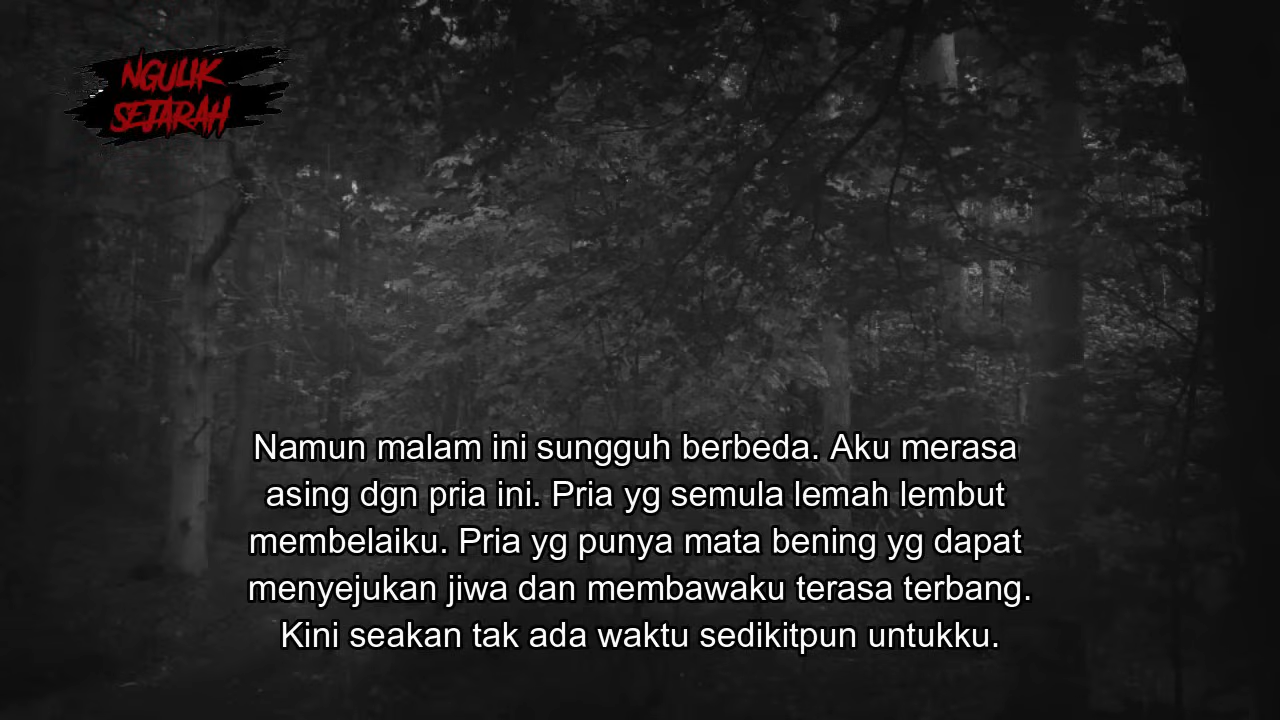 NGULIK
SEJARAH
Namun malam ini sungguh berbeda. Aku merasa
asing dgn pria ini. Pria yg semula lemah lembut
membelaiku. Pria yg punya mata bening yg dapat
menyejukan jiwa dan membawaku terasa terbang.
Kini seakan tak ada waktu sedikitpun untukku.